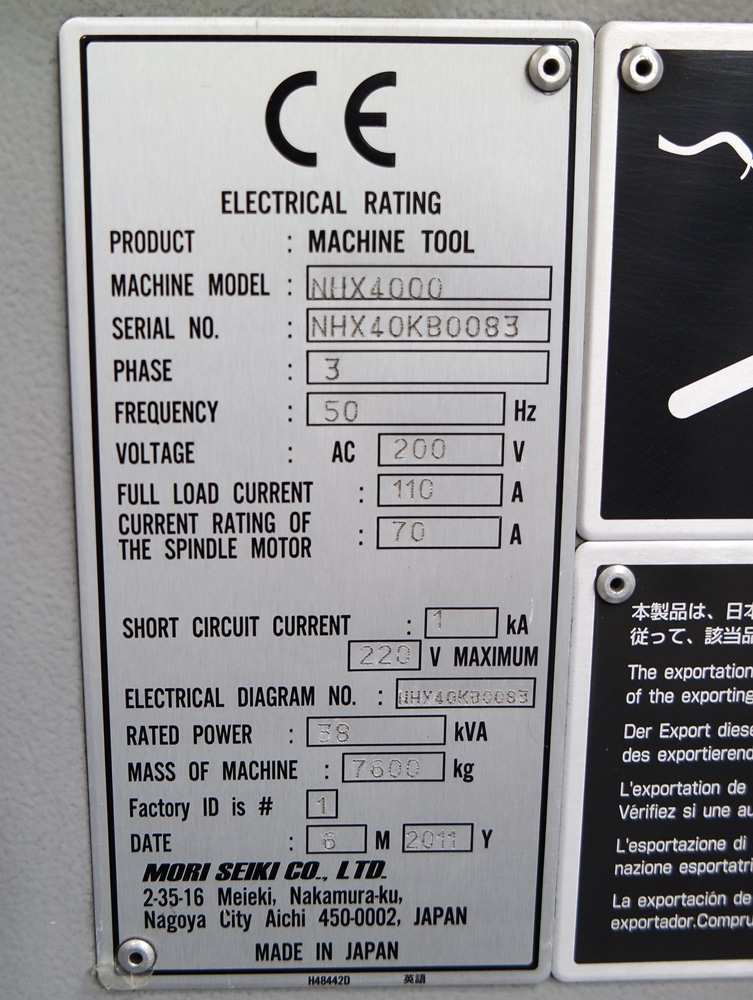 CE
ELECTRICAL RATING
PRODUCT : MACHINE TOOL
MACHINE MODEL : NHX4000
SERIAL NO. : NHX40KB0083
PHASE : 3
FREQUENCY : 50 Hz
VOLTAGE : AC 200 V
FULL LOAD CURRENT : 110 A
CURRENT RATING OF
THE SPINDLE MOTOR : 70 A
SHORT CIRCUIT CURRENT : 1 kA
220 V MAXIMUM
ELECTRICAL DIAGRAM NO. : NHX40KB0083
RATED POWER : 38 kVA
MASS OF MACHINE : 7600 kg
Factory ID is # 1
DATE : 6 M 2011 Y
MORI SEIKI CO., LTD.
2-35-16 Meieki, Nakamura-ku,
Nagoya City Aichi 450-0002, JAPAN
MADE IN JAPAN
H48442D 英語
本製品は、日本
従って、該当品
The exportation
of the exporting
Der Export diese
des exportierend
L'exportation de
Vérifiez si une au
L'esportazione di
nazione esportatri
La exportación de
exportador.Compru